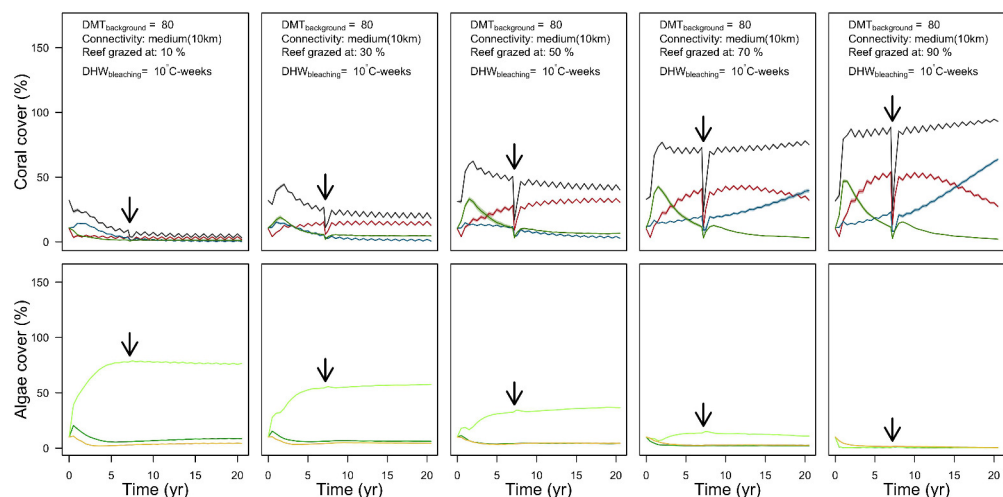 DMTbackground = 80
Connectivity: medium(10km)
Reef grazed at: 10 %
DHWbleaching= 10°C-weeks
DMTbackground = 80
Connectivity: medium(10km)
Reef grazed at: 30 %
DHWbleaching= 10°C-weeks
DMTbackground = 80
Connectivity: medium(10km)
Reef grazed at: 50 %
DHWbleaching= 10°C-weeks
DMTbackground = 80
Connectivity: medium(10km)
Reef grazed at: 70 %
DHWbleaching= 10°C-weeks
DMTbackground = 80
Connectivity: medium(10km)
Reef grazed at: 90 %
DHWbleaching= 10°C-weeks
Coral cover (%)
150
100
50
0
Algae cover (%)
150
100
50
0
0 5 10 15 20
0 5 10 15 20
0 5 10 15 20
0 5 10 15 20
0 5 10 15 20
Time (yr)
Time (yr)
Time (yr)
Time (yr)
Time (yr)